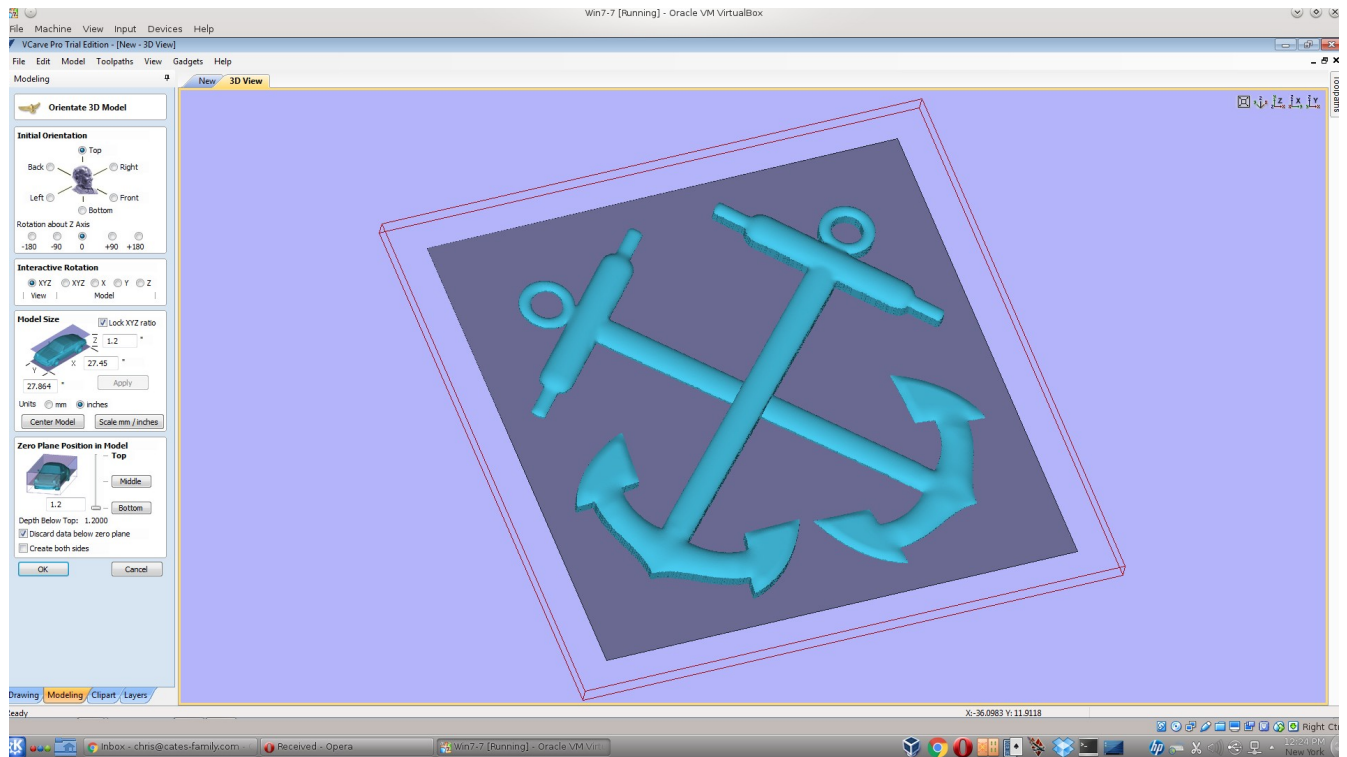 Win7-7 [Running] - Oracle VM VirtualBox
File Machine View Input Devices Help
VCarve Pro Trial Edition - [New - 3D View]
File Edit Model Toolpaths View Gadgets Help
Modeling
New 3D View
Toolpaths
Orientate 3D Model
Initial Orientation
Top
Back Right
Left Front
Bottom
Rotation about Z Axis
-180 -90 0 +90 +180
Interactive Rotation
XYZ XYZ X Y Z
| View | Model |
Model Size
Lock XYZ ratio
Z 1.2 "
X 27.45 "
Y
27.864 " Apply
Units mm inches
Center Model Scale mm / inches
Zero Plane Position in Model
Top
Middle
1.2 Bottom
Depth Below Top: 1.2000
Discard data below zero plane
Create both sides
OK Cancel
Drawing Modeling Clipart Layers
Ready X:-36.0983 Y: 11.9118
Right Ct
Inbox - chris@cates-family.com - Received - Opera Win7-7 [Running] - Oracle VM Virt
12:24 PM
New York